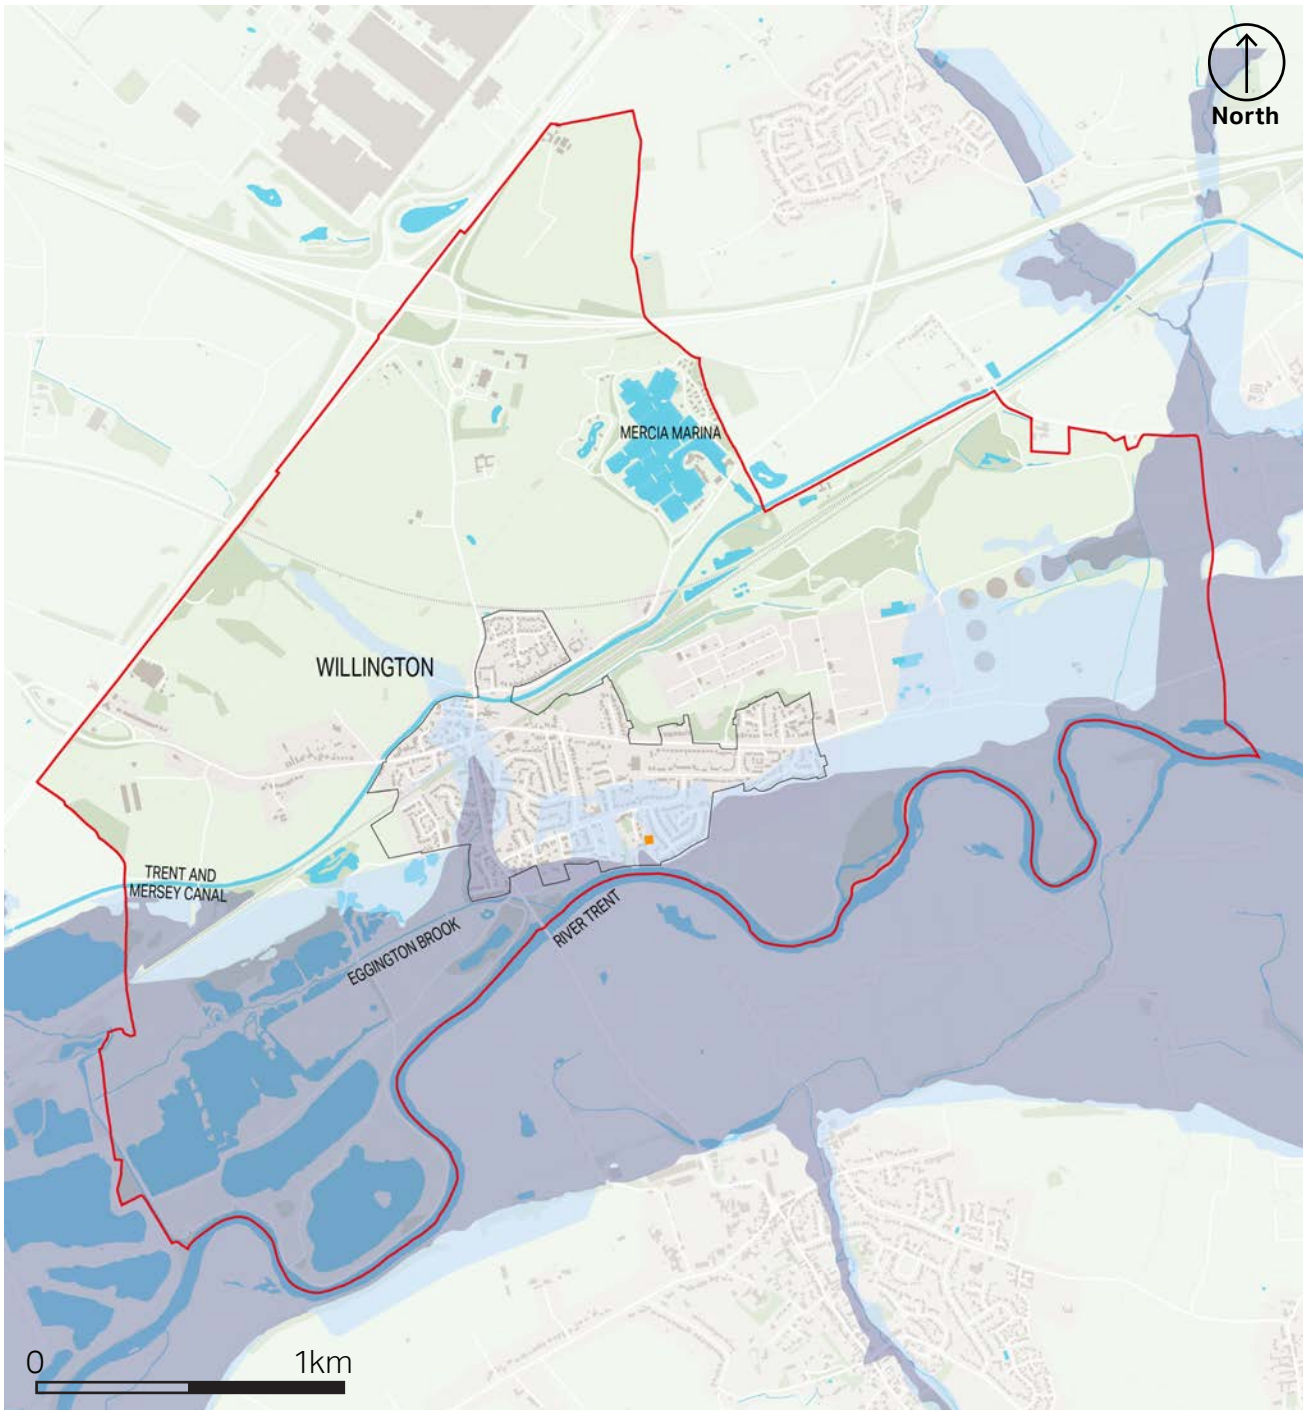 North
MERCIA MARINA
WILLINGTON
TRENT AND
MERSEY CANAL
EGGINGTON BROOK
RIVER TRENT
0 1km